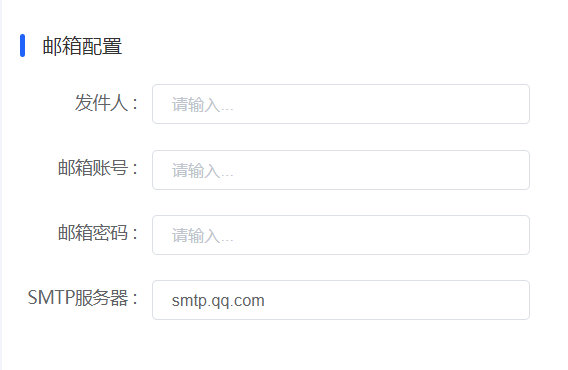 邮箱配置
发件人： 请输入...
邮箱账号： 请输入...
邮箱密码： 请输入...
SMTP服务器： smtp.qq.com